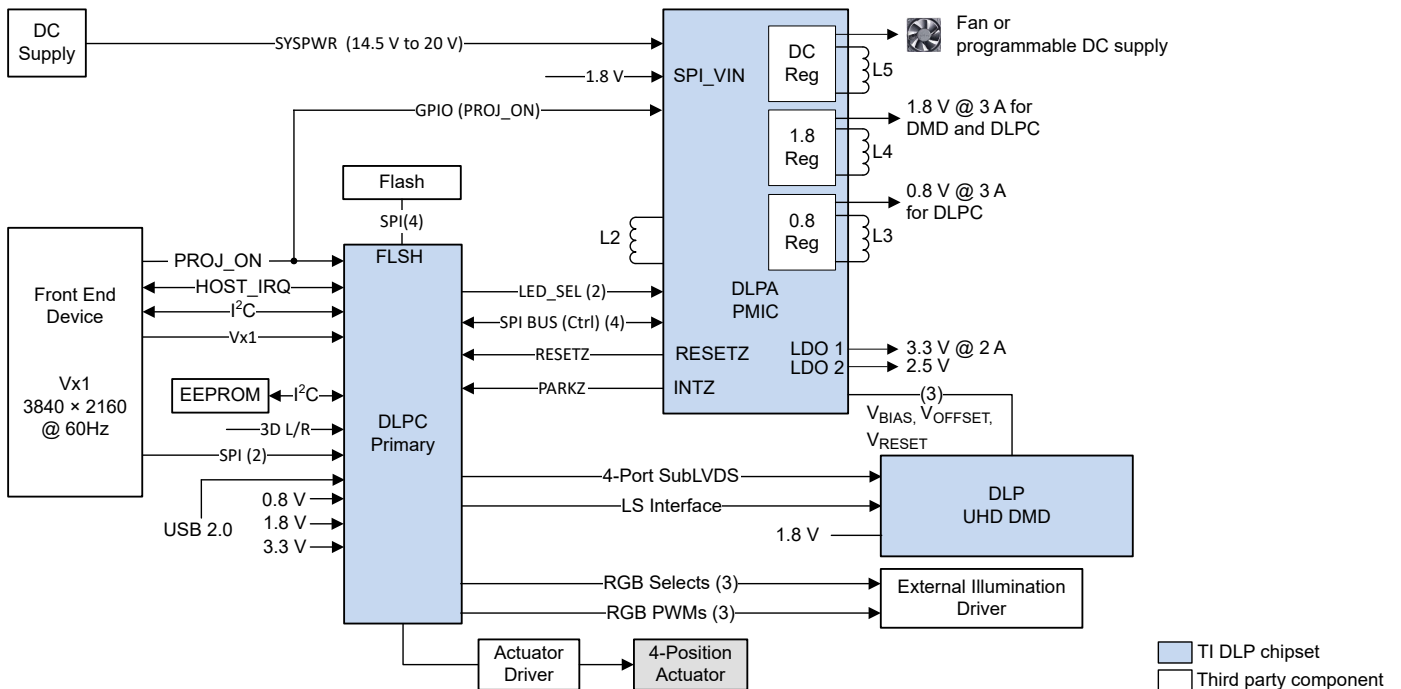 DC
Supply
SYSPWR (14.5 V to 20 V)
1.8 V
SPI_VIN
GPIO (PROJ_ON)
DC
Reg
L5
Fan or
programmable DC supply
1.8
Reg
L4
1.8 V @ 3 A for
DMD and DLPC
0.8
Reg
L3
0.8 V @ 3 A
for DLPC
L2
DLPA
PMIC
LDO 1
3.3 V @ 2 A
LDO 2
2.5 V
RESETZ
INTZ
(3)
VBIAS, VOFFSET,
VRESET
Flash
SPI(4)
FLSH
Front End
Device
Vx1
3840 × 2160
@ 60Hz
PROJ_ON
HOST_IRQ
I²C
Vx1
EEPROM
I²C
3D L/R
SPI (2)
USB 2.0
0.8 V
1.8 V
3.3 V
DLPC
Primary
LED_SEL (2)
SPI BUS (Ctrl) (4)
RESETZ
PARKZ
4-Port SubLVDS
LS Interface
1.8 V
DLP
UHD DMD
RGB Selects (3)
RGB PWMs (3)
External Illumination
Driver
Actuator
Driver
4-Position
Actuator
TI DLP chipset
Third party component